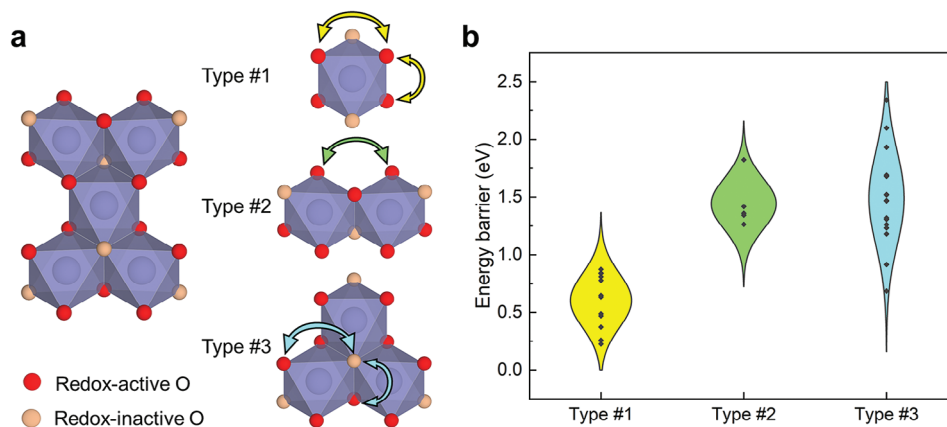 a
Type #1
Type #2
Type #3
Redox-active O
Redox-inactive O
b
Energy barrier (eV)
2.5
2.0
1.5
1.0
0.5
0.0
Type #1
Type #2
Type #3